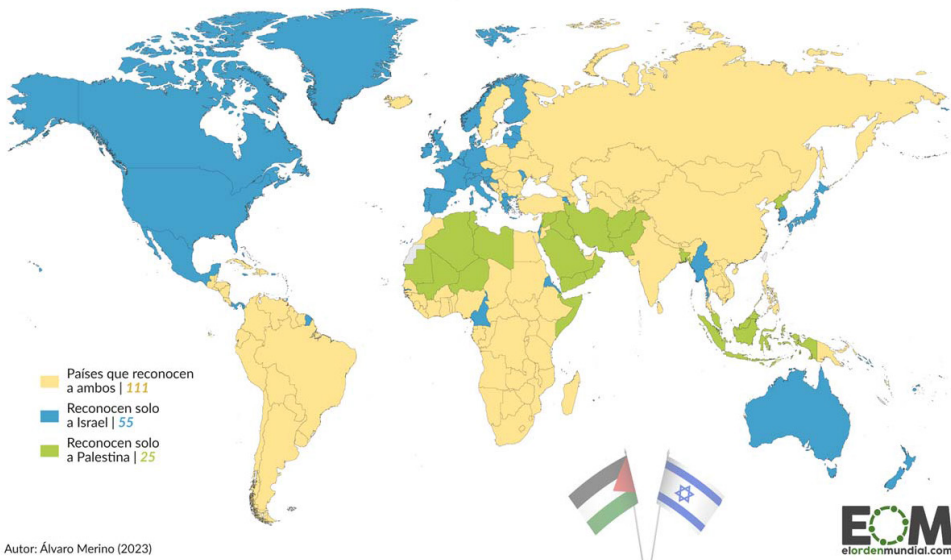 Países que reconocen
a ambos | 111
Reconocen solo
a Israel | 55
Reconocen solo
a Palestina | 25
Autor: Álvaro Merino (2023)
EOM
elordenmundial.com